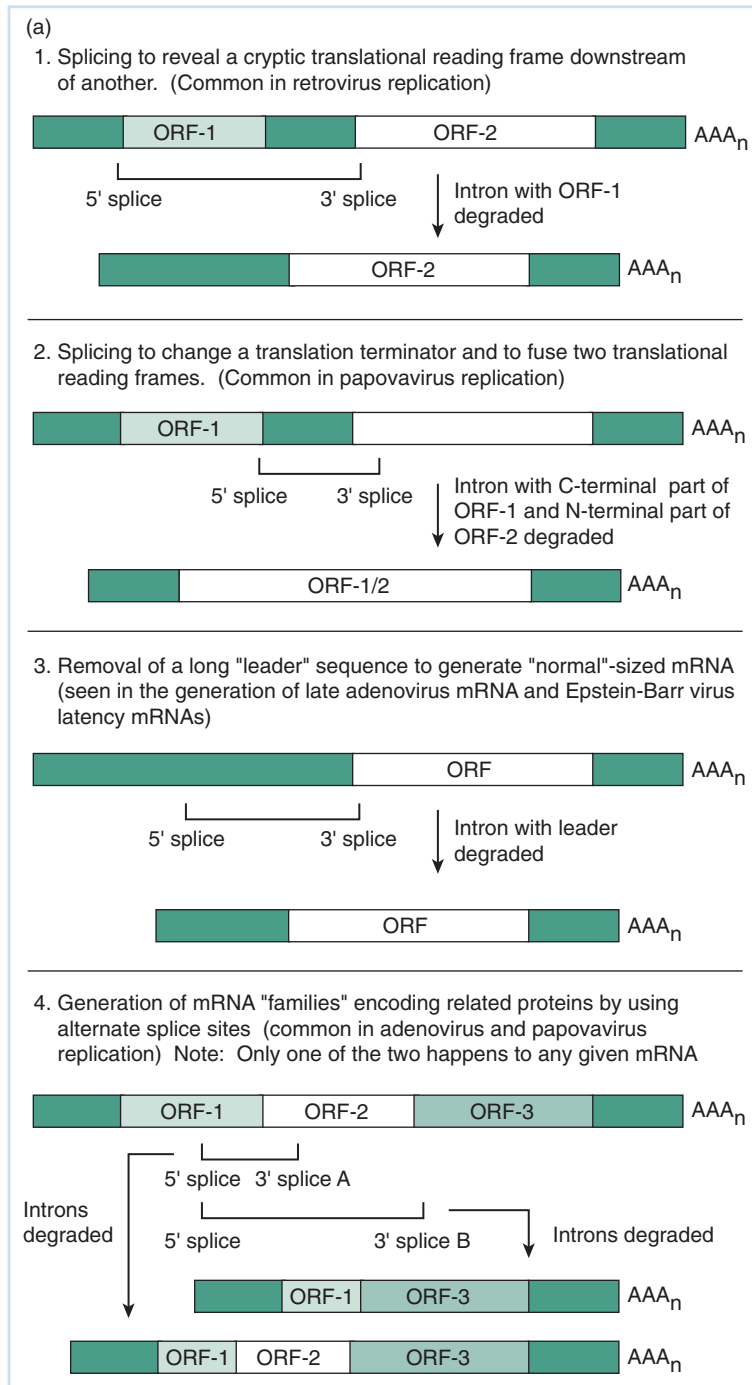 (a)
1. Splicing to reveal a cryptic translational reading frame downstream
of another. (Common in retrovirus replication)
ORF-1 ORF-2 AAAn
5' splice 3' splice
Intron with ORF-1
degraded
ORF-2 AAAn
2. Splicing to change a translation terminator and to fuse two translational
reading frames. (Common in papovavirus replication)
ORF-1 AAAn
5' splice 3' splice
Intron with C-terminal part of
ORF-1 and N-terminal part of
ORF-2 degraded
ORF-1/2 AAAn
3. Removal of a long "leader" sequence to generate "normal"-sized mRNA
(seen in the generation of late adenovirus mRNA and Epstein-Barr virus
latency mRNAs)
ORF AAAn
5' splice 3' splice
Intron with leader
degraded
ORF AAAn
4. Generation of mRNA "families" encoding related proteins by using
alternate splice sites (common in adenovirus and papovavirus
replication) Note: Only one of the two happens to any given mRNA
ORF-1 ORF-2 ORF-3 AAAn
5' splice 3' splice A
Introns
degraded
5' splice 3' splice B
Introns degraded
ORF-1 ORF-3 AAAn
ORF-1 ORF-2 ORF-3 AAAn